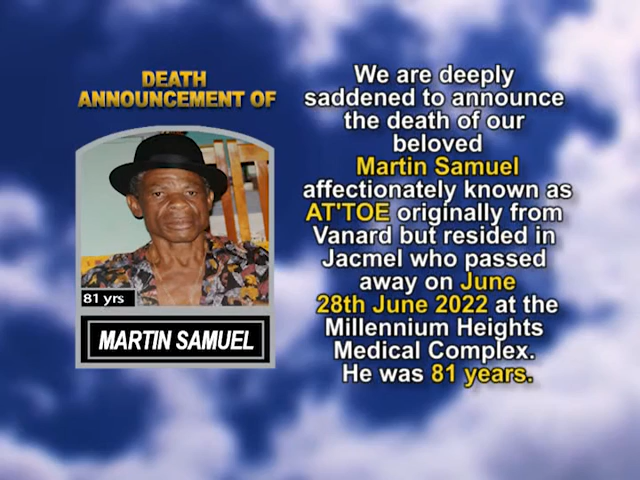 DEATH
ANNOUNCEMENT OF
81 yrs
MARTIN SAMUEL
We are deeply
saddened to announce
the death of our
beloved
Martin Samuel
affectionately known as
AT'TOE originally from
Vanard but resided in
Jacmel who passed
away on June
28th June 2022 at the
Millennium Heights
Medical Complex.
He was 81 years.